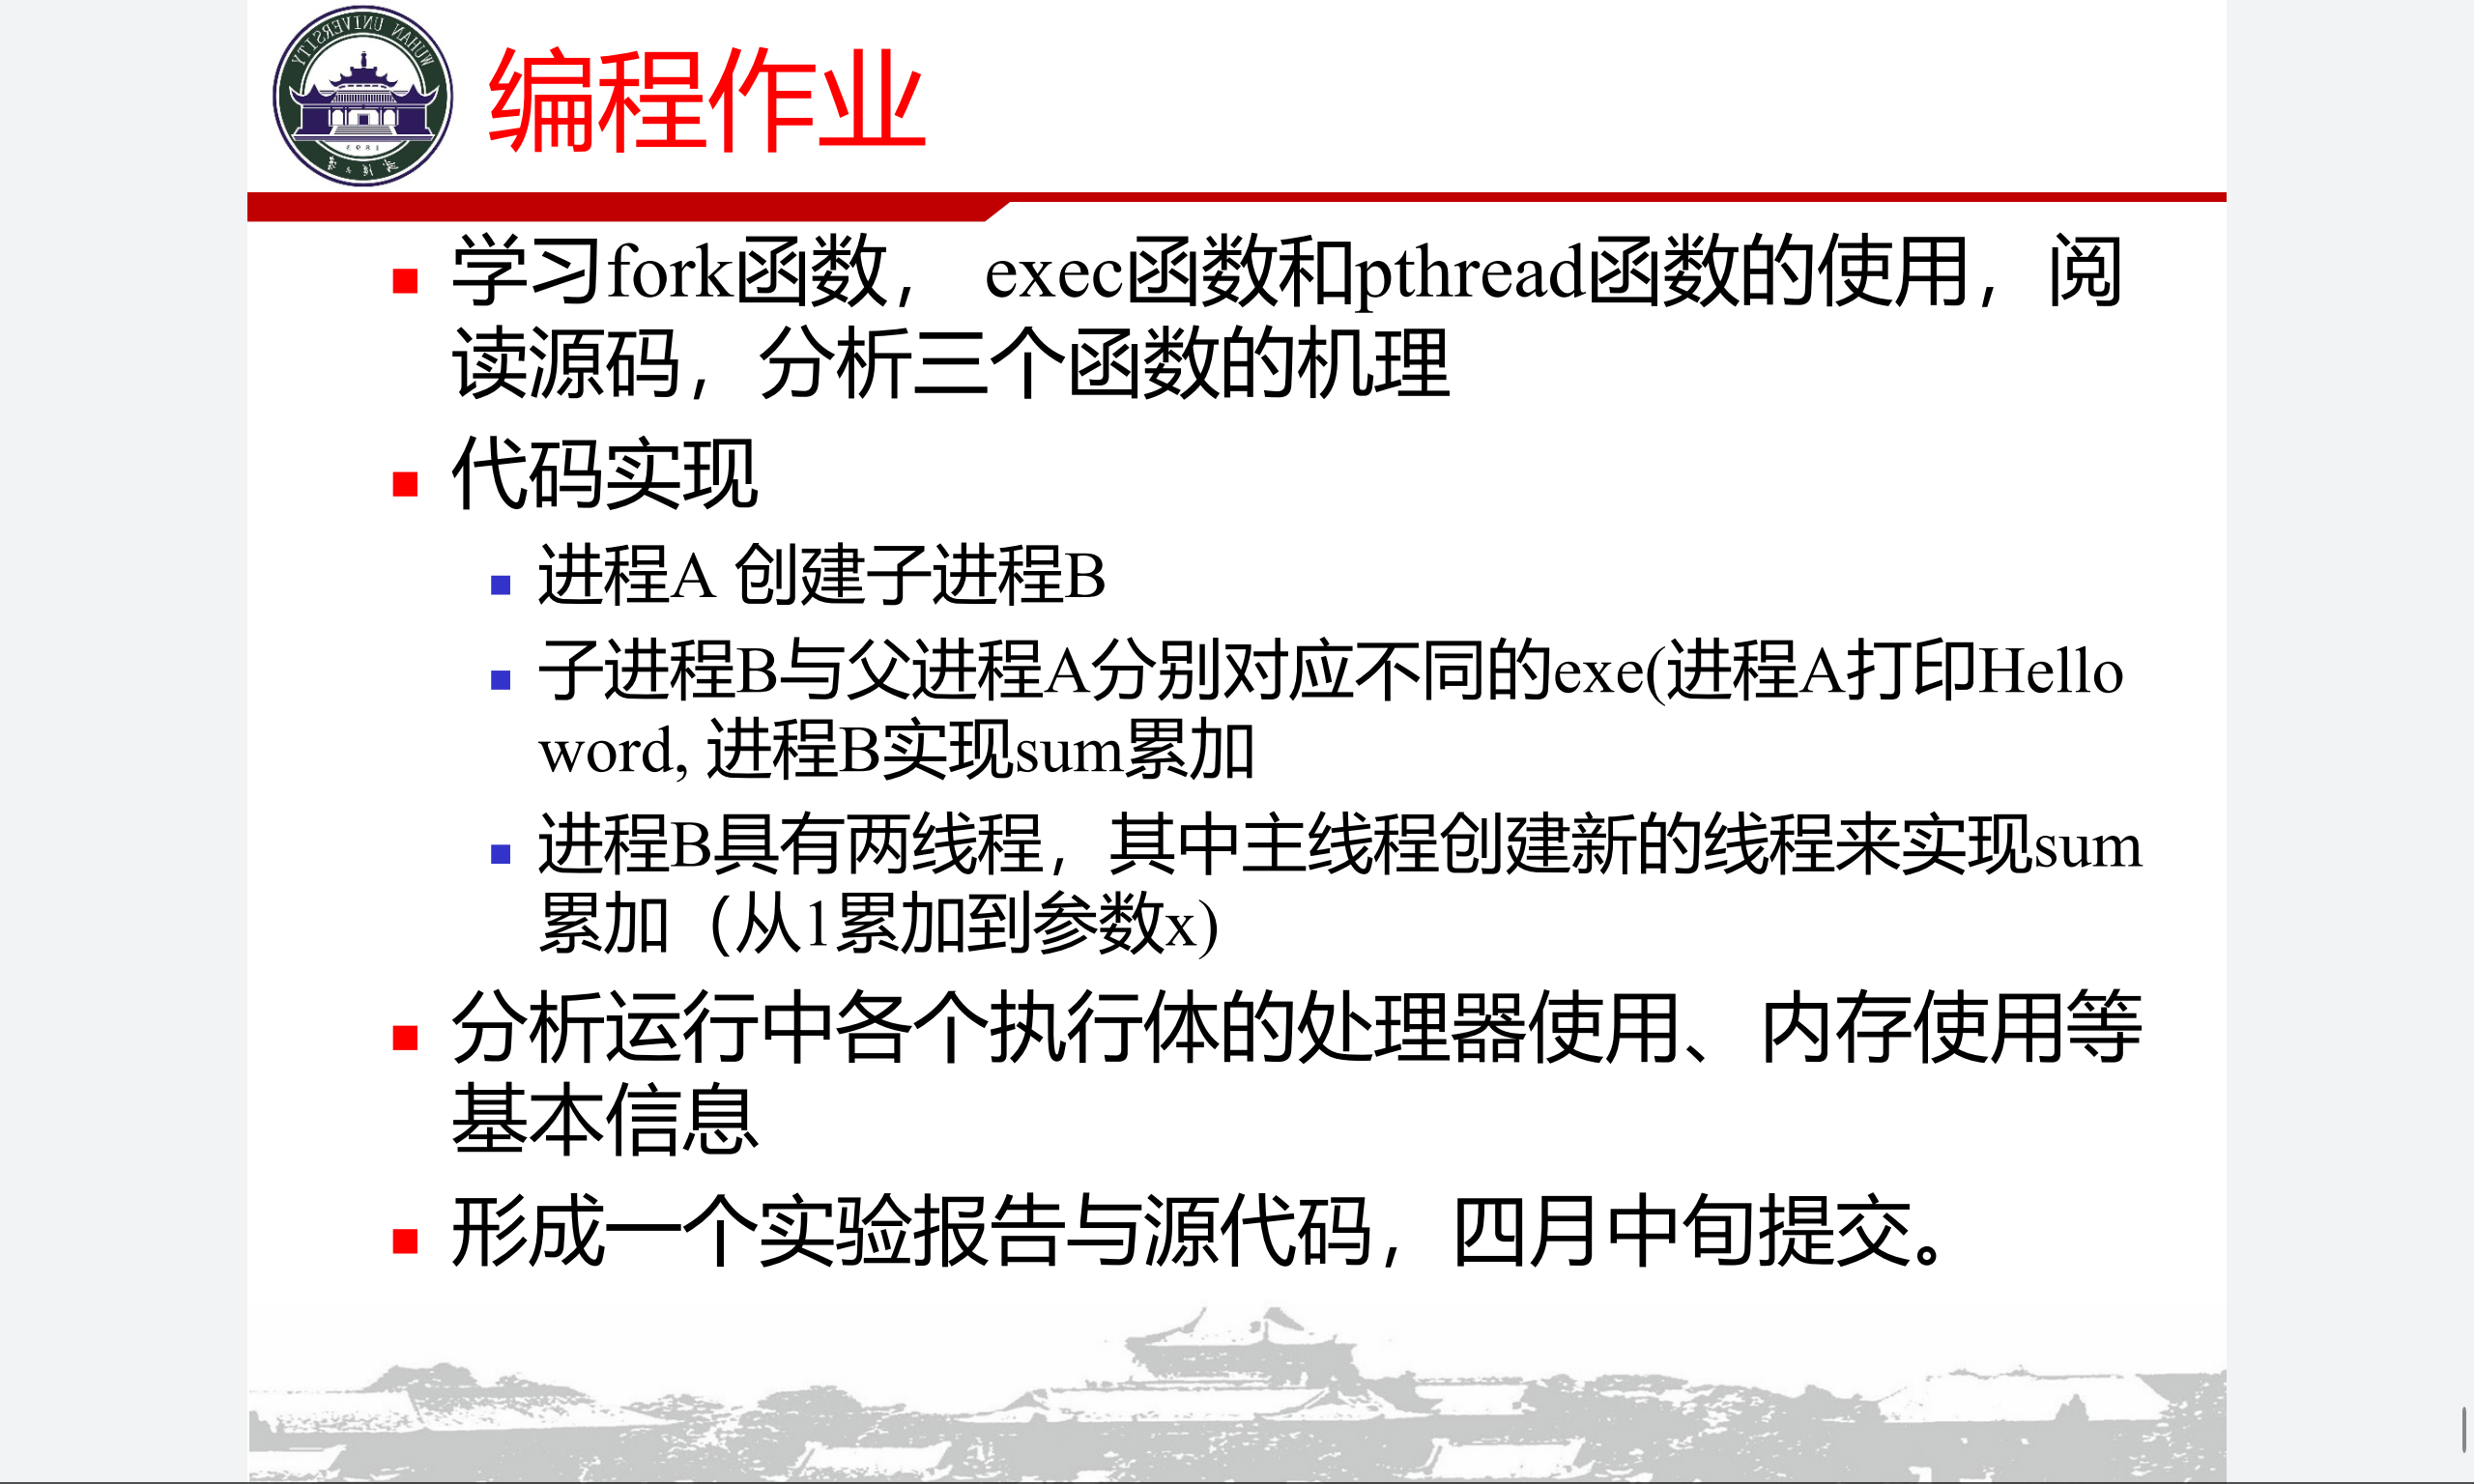 WUHAN UNIVERSITY
1893
编程作业
学习fork函数， exec函数和pthread函数的使用，阅
读源码，分析三个函数的机理
代码实现
进程A 创建子进程B
子进程B与父进程A分别对应不同的exe(进程A打印Hello
word, 进程B实现sum累加
进程B具有两线程，其中主线程创建新的线程来实现sum
累加（从1累加到参数x)
分析运行中各个执行体的处理器使用、内存使用等
基本信息
形成一个实验报告与源代码，四月中旬提交。